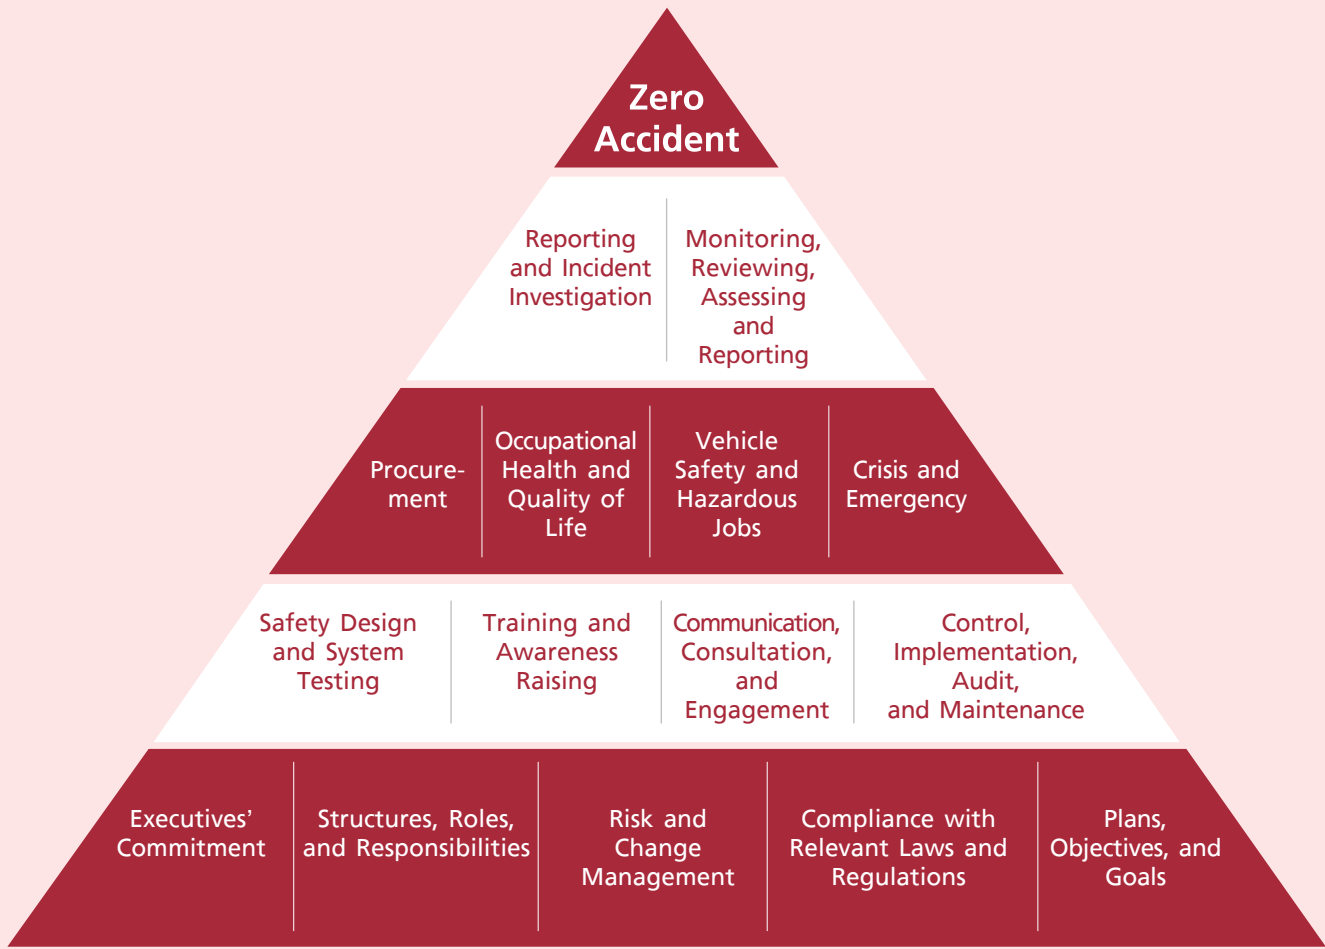 Zero
Accident
Reporting
and Incident
Investigation
Monitoring,
Reviewing,
Assessing
and
Reporting
Procure-
ment
Occupational
Health and
Quality of
Life
Vehicle
Safety and
Hazardous
Jobs
Crisis and
Emergency
Safety Design
and System
Testing
Training and
Awareness
Raising
Communication,
Consultation,
and
Engagement
Control,
Implementation,
Audit,
and Maintenance
Executives’
Commitment
Structures, Roles,
and Responsibilities
Risk and
Change
Management
Compliance with
Relevant Laws and
Regulations
Plans,
Objectives, and
Goals